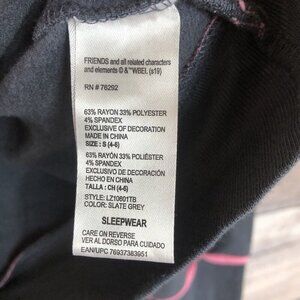 FRIENDS and all related characters
and elements © & ™WBEI. (s19)
RN # 76292
63% RAYON 33% POLYESTER
4% SPANDEX
EXCLUSIVE OF DECORATION
MADE IN CHINA
SIZE : S (4-6)
63% RAYON 33% POLIÉSTER
4% SPANDEX
EXCLUSIVA DE DECORACIÓN
HECHO EN CHINA
TALLA : CH (4-6)
STYLE: LZ10601TB
COLOR: SLATE GREY
SLEEPWEAR
CARE ON REVERSE
VER AL DORSO PARA CUIDADO
EAN/UPC 76937383951